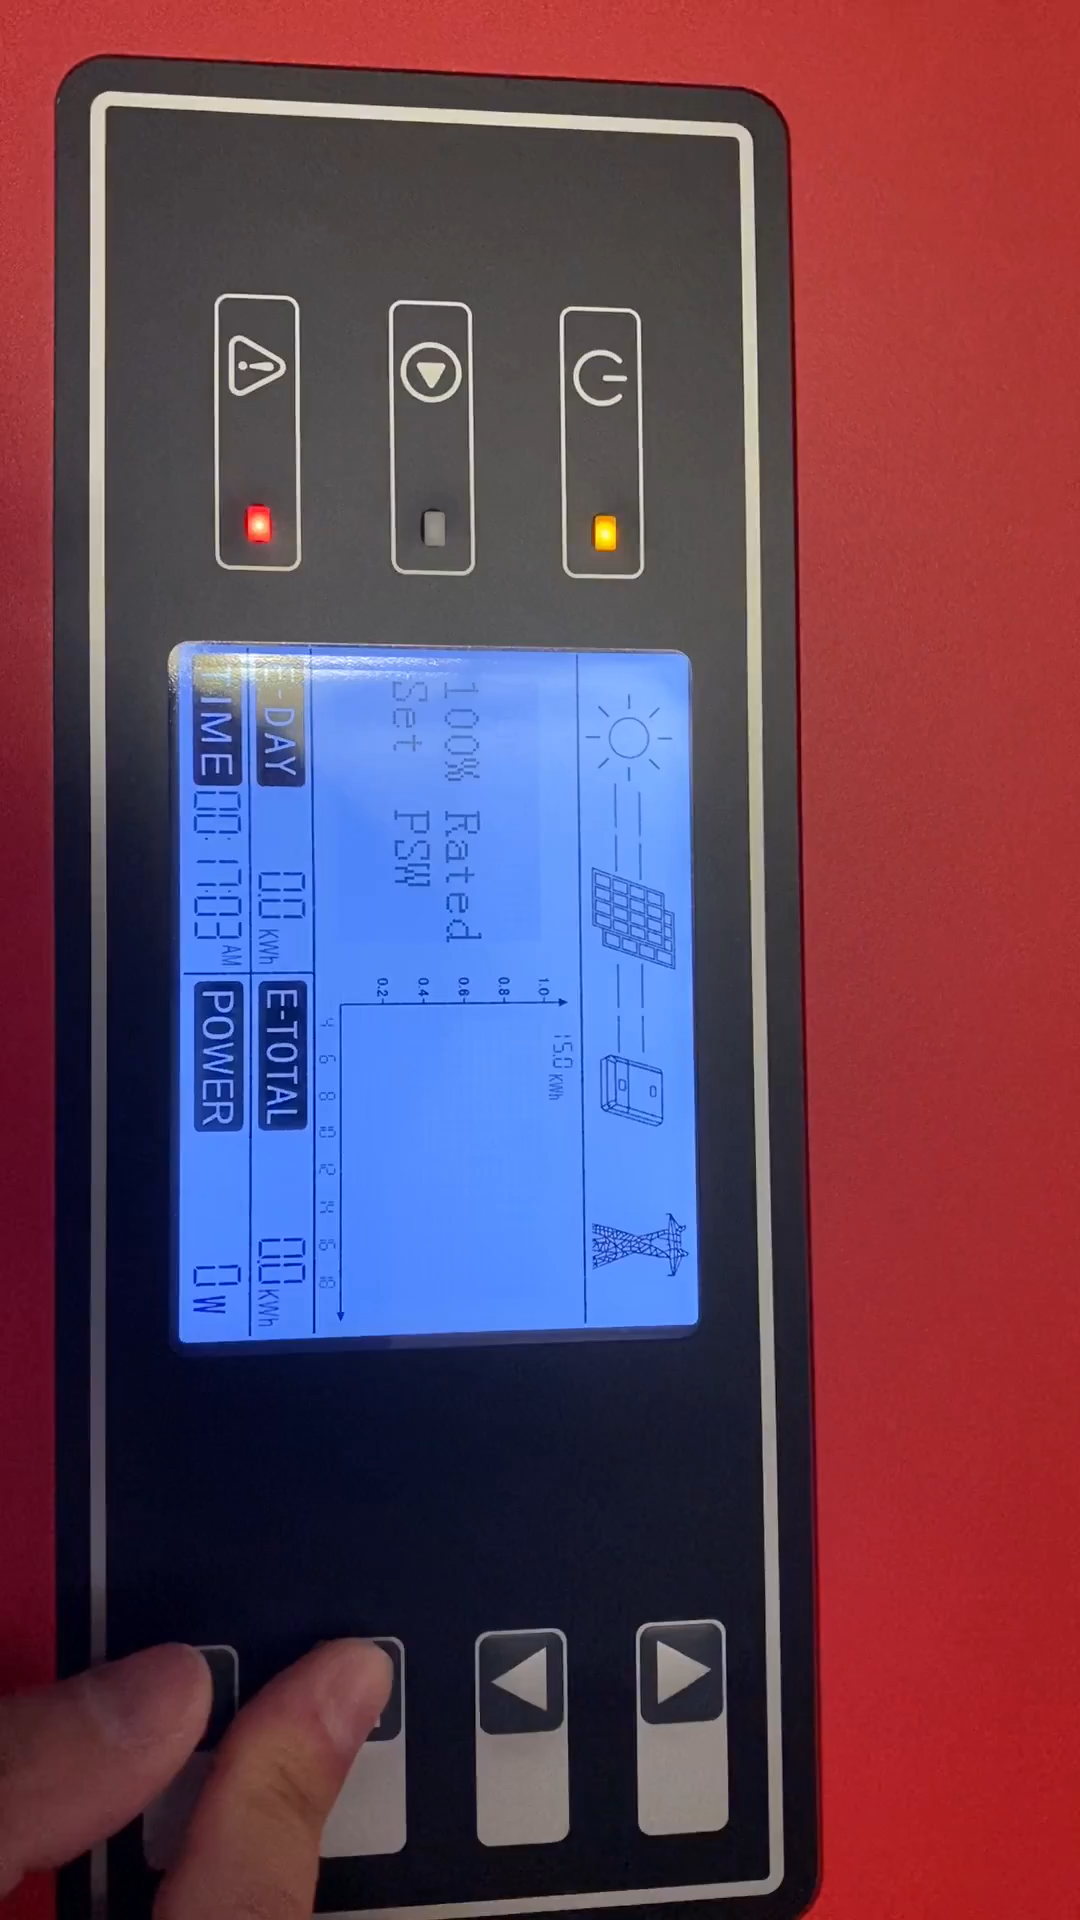 100% Rated
Set PSW
15.0 KWh
1.0
0.8
0.6
0.4
0.2
4 6 8 10 12 14 16 18
E-DAY 0.0 KWh
E-TOTAL 0.0 KWh
TIME 00:17:03 AM
POWER 0 W